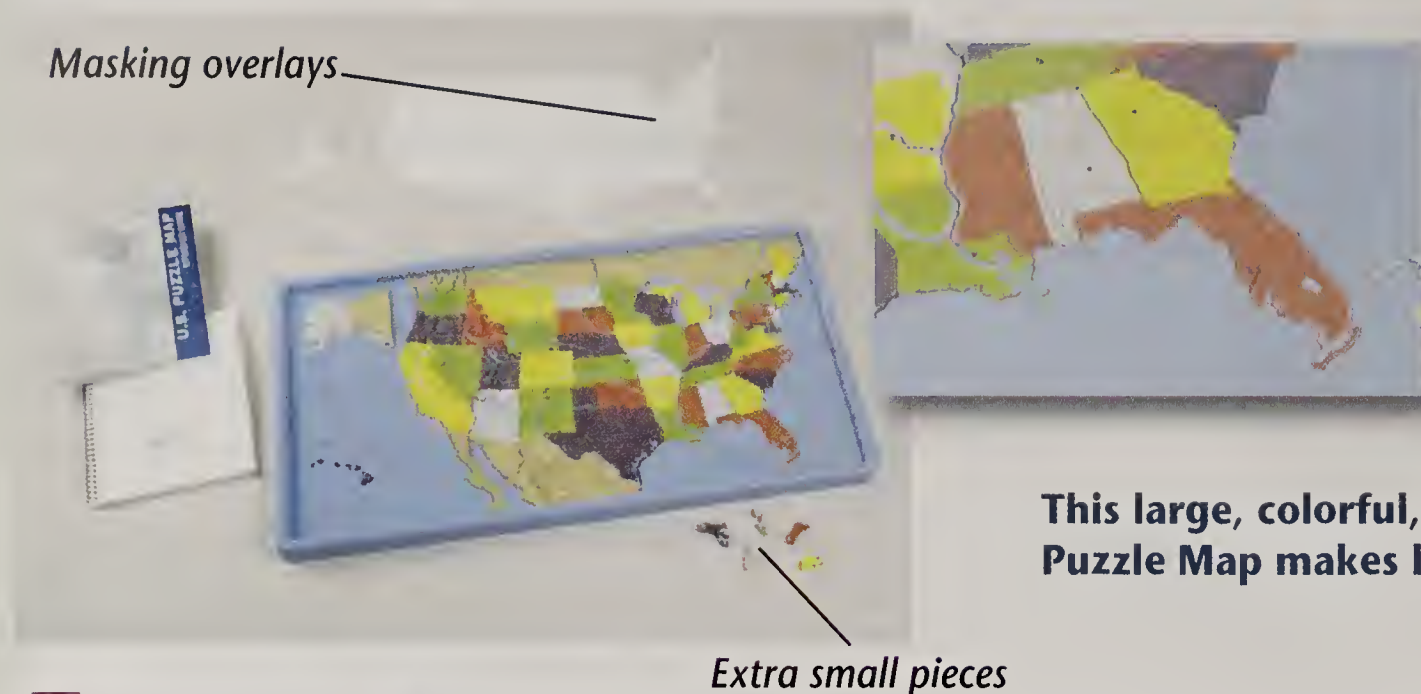 Masking overlays
U.S. PUZZLE MAP
This large, colorful,
Puzzle Map makes
Extra small pieces